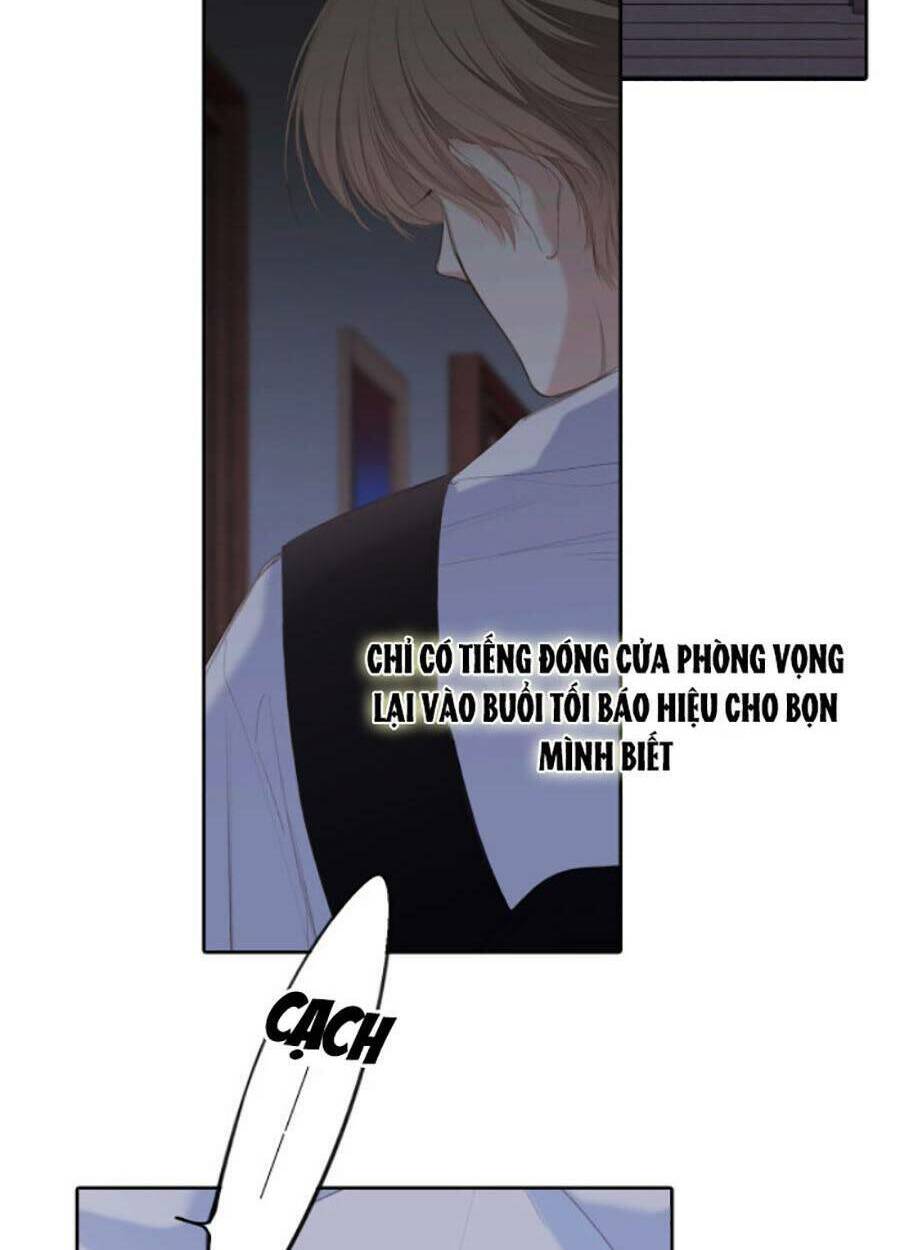 CHỈ CÓ TIẾNG ĐÓNG CỬA PHÒNG VỌNG
LẠI VÀO BUỔI TỐI BÁO HIỆU CHO BỌN
MÌNH BIẾT
CẠCH